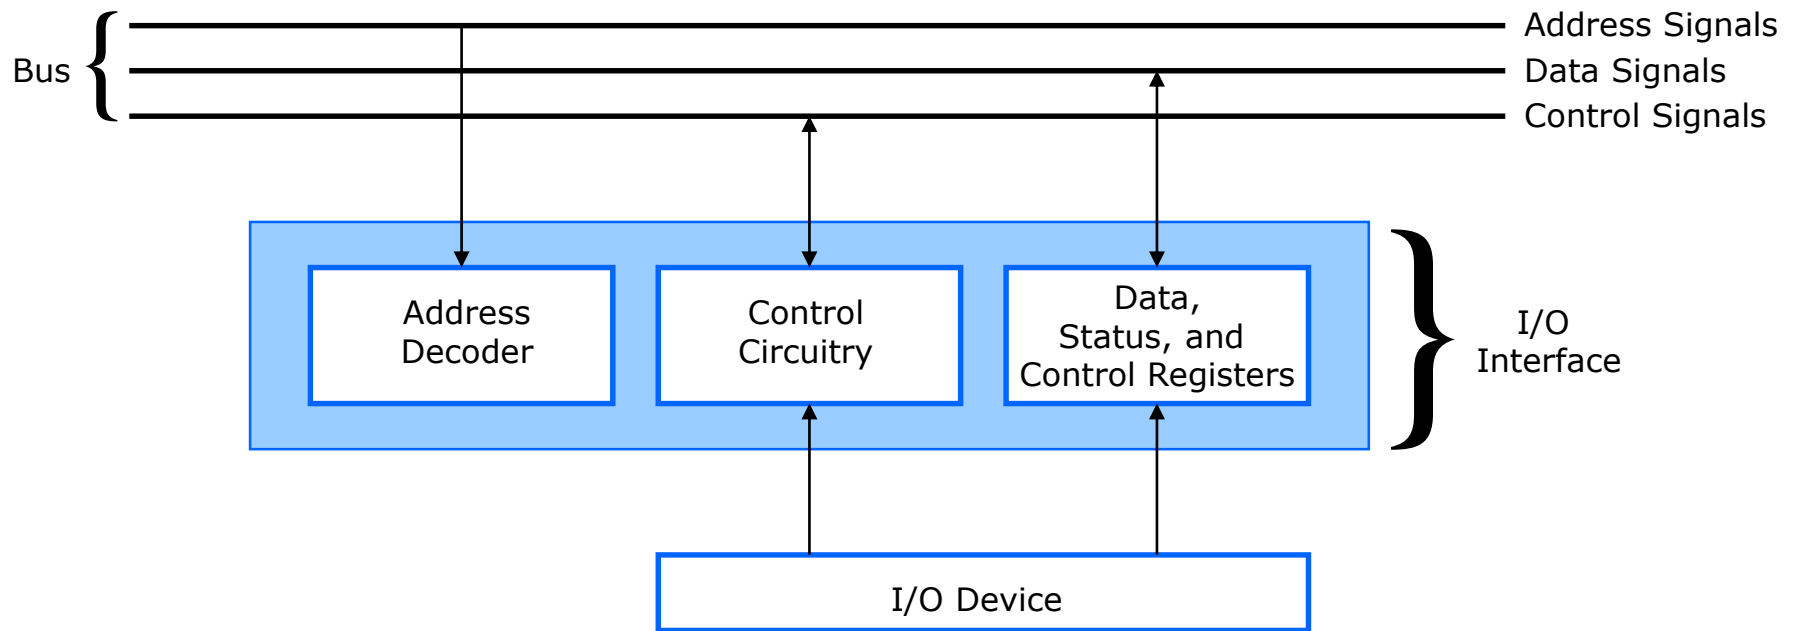 Address Signals
Bus
Data Signals
Control Signals
Address
Decoder
Control
Circuitry
Data,
Status, and
Control Registers
I/O
Interface
I/O Device